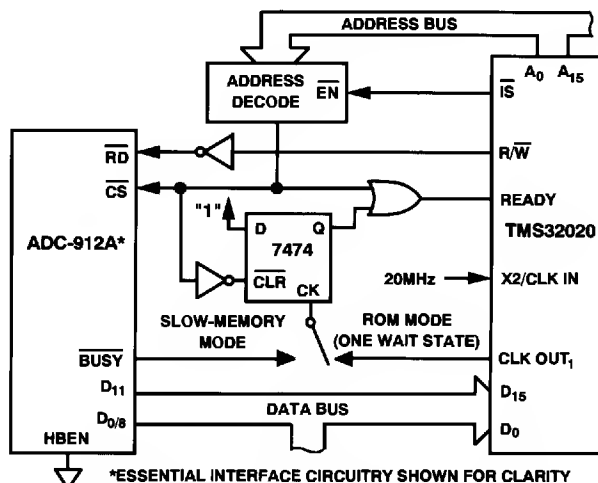 ADDRESS BUS
A0 A15
ADDRESS
DECODE
EN
IS
RD
R/W
CS
READY
"1"
D Q
7474
CLR
CK
ADC-912A*
TMS32020
20MHz
X2/CLK IN
SLOW-MEMORY
MODE
ROM MODE
(ONE WAIT STATE)
BUSY
CLK OUT1
D11
D15
DATA BUS
D0/8
D0
HBEN
*ESSENTIAL INTERFACE CIRCUITRY SHOWN FOR CLARITY